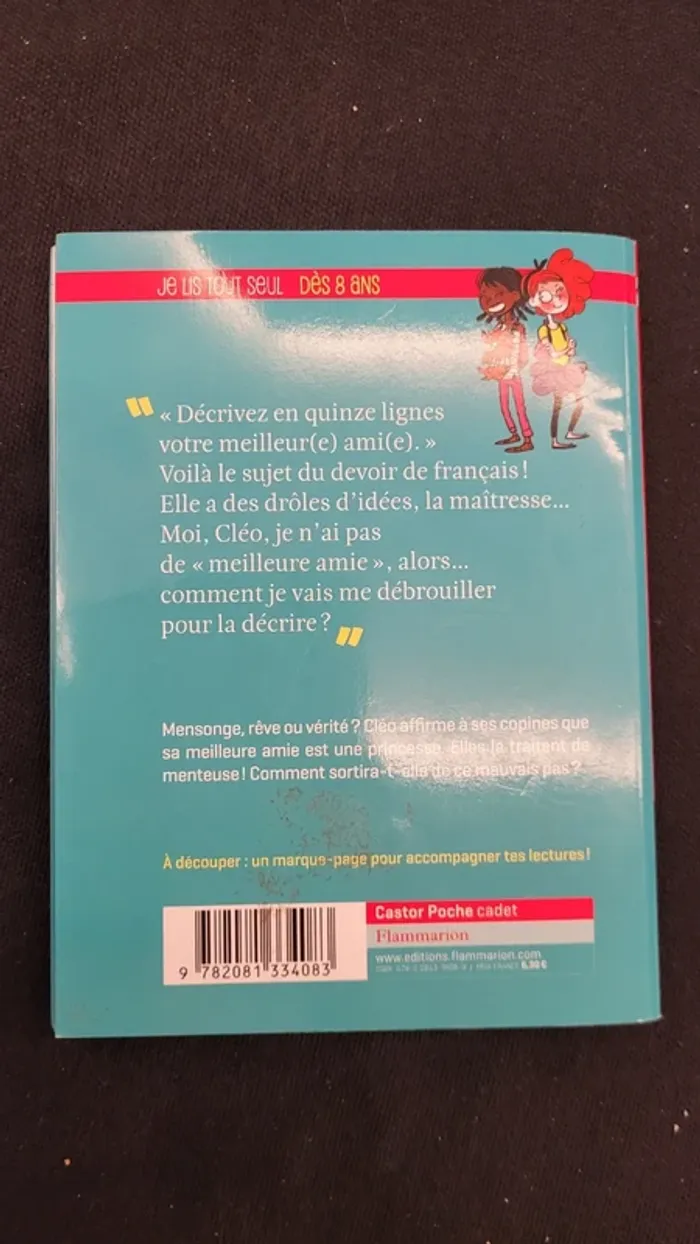 Je Lis Tout Seul Dès 8 ans
« Décrivez en quinze lignes
votre meilleur(e) ami(e). »
Voilà le sujet du devoir de français !
Elle a des drôles d'idées, la maîtresse...
Moi, Cléo, je n'ai pas
de « meilleure amie », alors...
comment je vais me débrouiller
pour la décrire ?
Mensonge, rêve ou vérité ? Cléo affirme à ses copines que
sa meilleure amie est une princesse. Elles la traitent de
menteuse ! Comment sortira-t-elle de ce mauvais pas ?
À découper : un marque-page pour accompagner tes lectures !
Castor Poche cadet
Flammarion
www.editions.flammarion.com
9 782081 334083